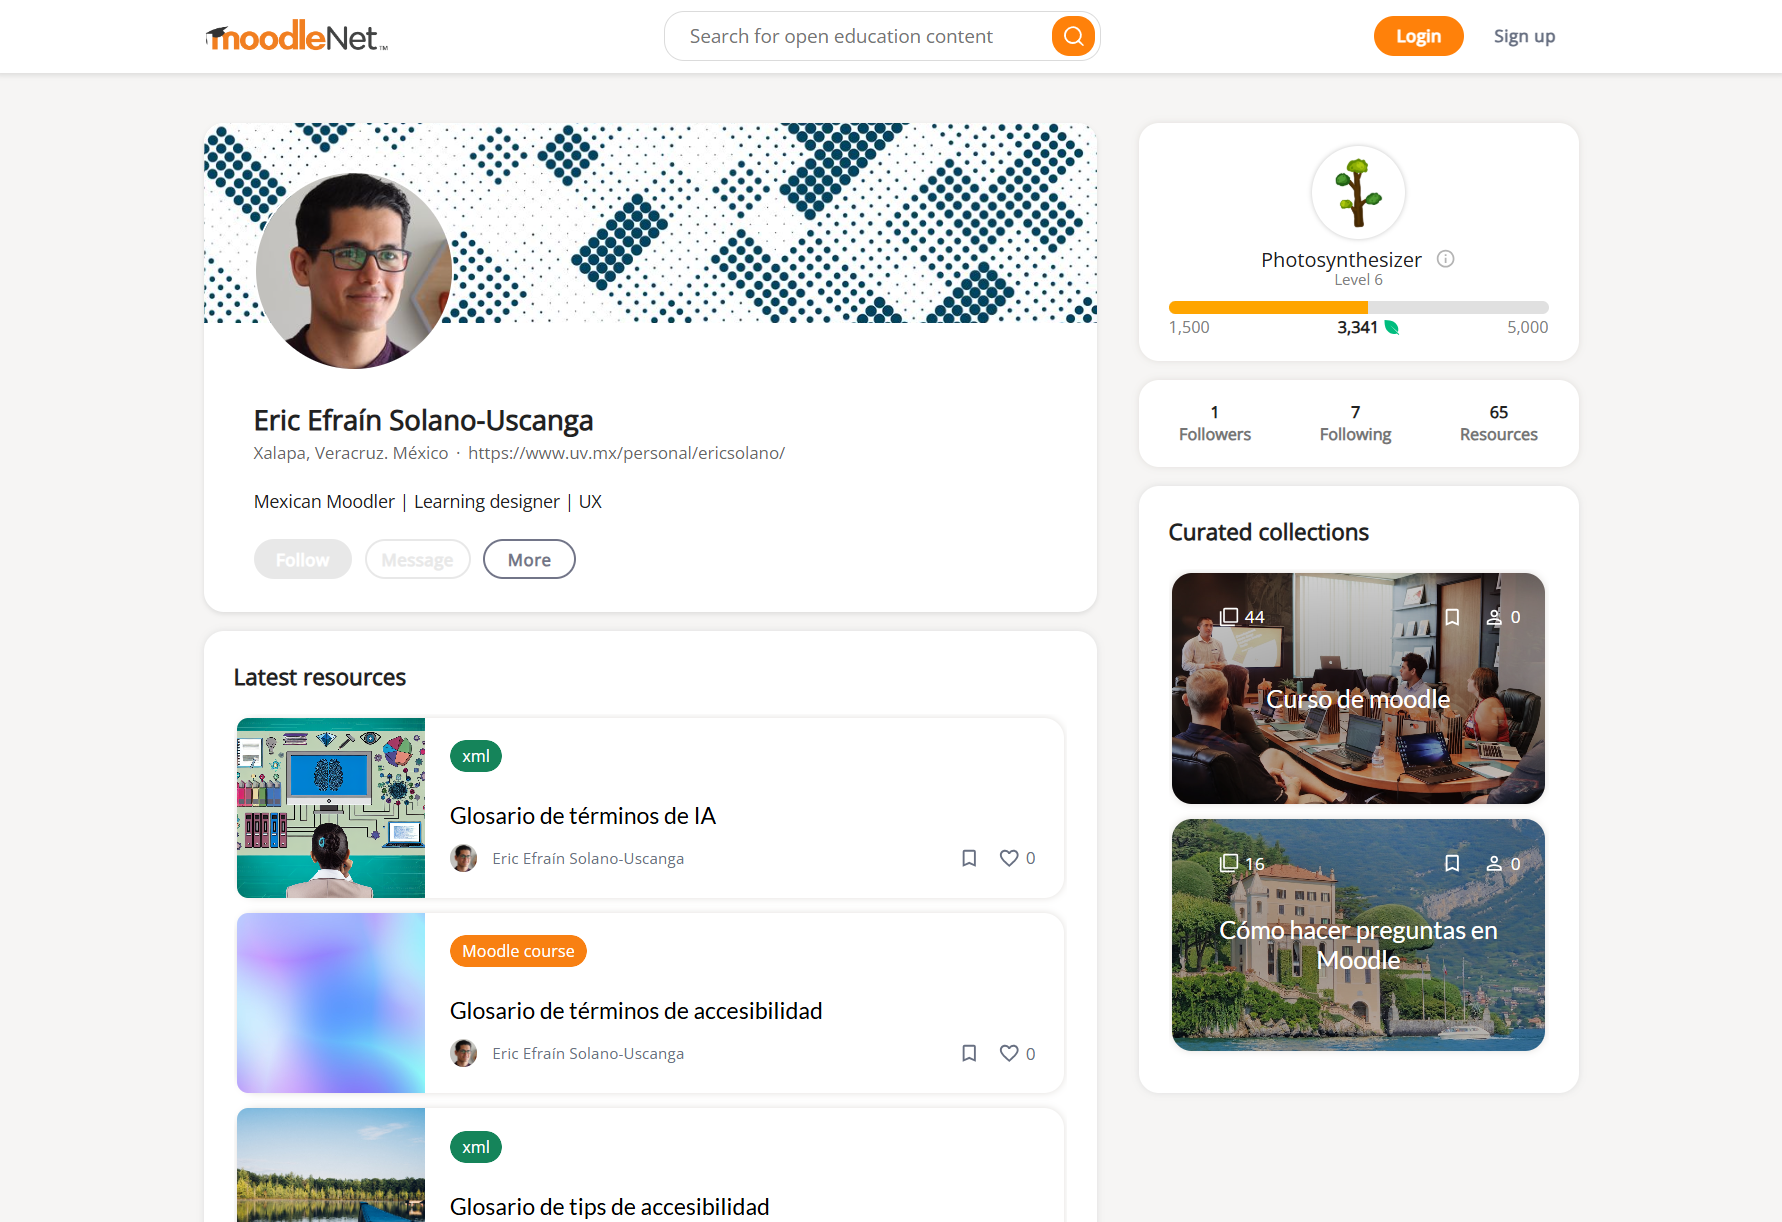 moodleNet™
Search for open education content
Login
Sign up
Eric Efraín Solano-Uscanga
Xalapa, Veracruz. México · https://www.uv.mx/personal/ericsolano/
Mexican Moodler | Learning designer | UX
Follow
Message
More
Latest resources
xml
Glosario de términos de IA
Eric Efraín Solano-Uscanga
0
Moodle course
Glosario de términos de accesibilidad
Eric Efraín Solano-Uscanga
0
xml
Glosario de tips de accesibilidad
Photosynthesizer
Level 6
1,500
3,341
5,000
1
Followers
7
Following
65
Resources
Curated collections
44
0
Curso de moodle
16
0
Cómo hacer preguntas en
Moodle